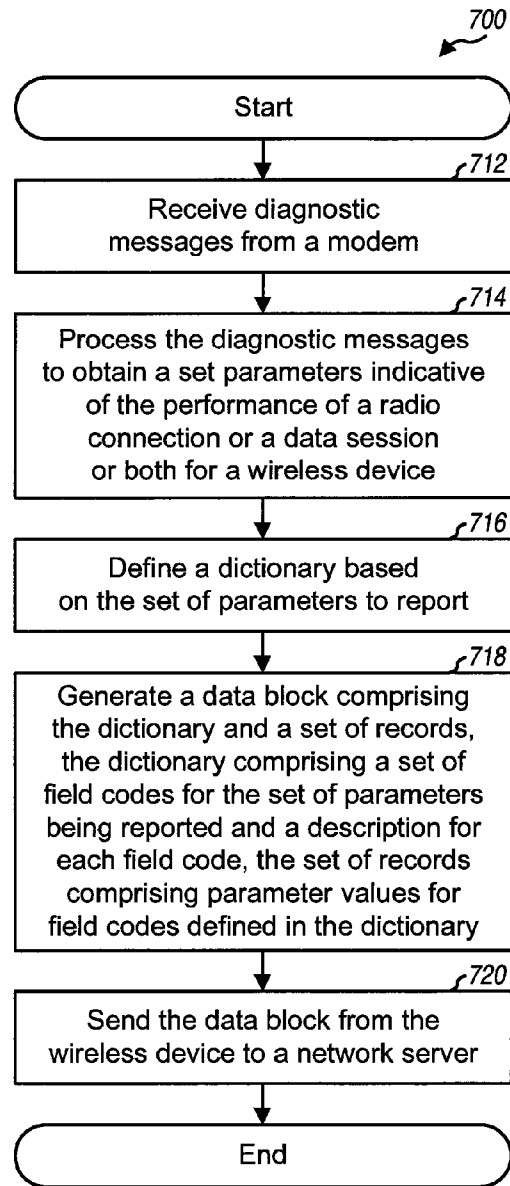 700
Start
712
Receive diagnostic
messages from a modem
714
Process the diagnostic messages
to obtain a set parameters indicative
of the performance of a radio
connection or a data session
or both for a wireless device
716
Define a dictionary based
on the set of parameters to report
718
Generate a data block comprising
the dictionary and a set of records,
the dictionary comprising a set of
field codes for the set of parameters
being reported and a description for
each field code, the set of records
comprising parameter values for
field codes defined in the dictionary
720
Send the data block from the
wireless device to a network server
End